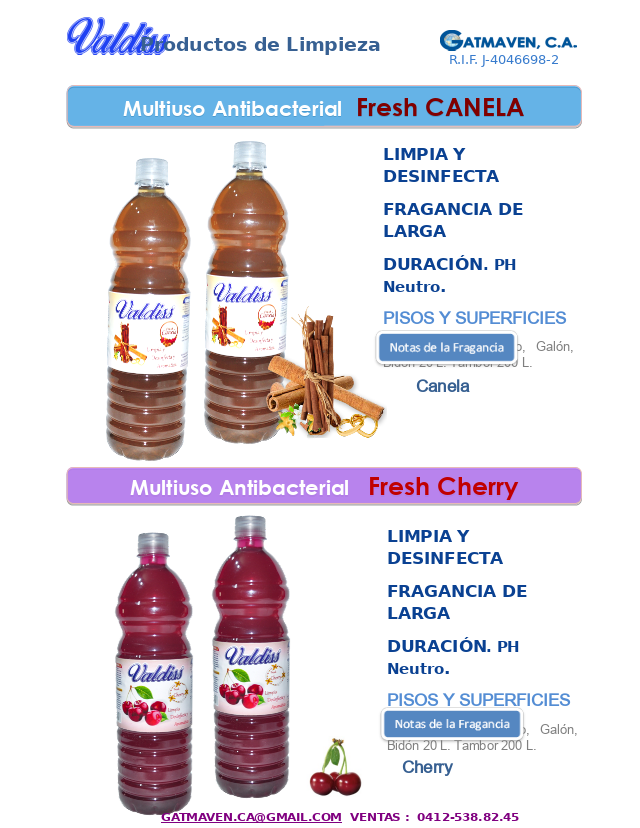 Valdiss Productos de Limpieza
GATMAVEN, C.A.
R.I.F. J-4046698-2
Multiuso Antibacterial Fresh CANELA
LIMPIA Y
DESINFECTA
FRAGANCIA DE
LARGA
DURACIÓN. PH
Neutro.
PISOS Y SUPERFICIES
Galón,
Notas de la Fragancia
Bidón 20 L. Tambor 200 L.
Canela
Valdiss
Valdiss
Multiuso Antibacterial Fresh Cherry
LIMPIA Y
DESINFECTA
FRAGANCIA DE
LARGA
DURACIÓN. PH
Neutro.
PISOS Y SUPERFICIES
Galón,
Notas de la Fragancia
Bidón 20 L. Tambor 200 L.
Cherry
Valdiss
Valdiss
GATMAVEN.CA@GMAIL.COM VENTAS : 0412-538.82.45